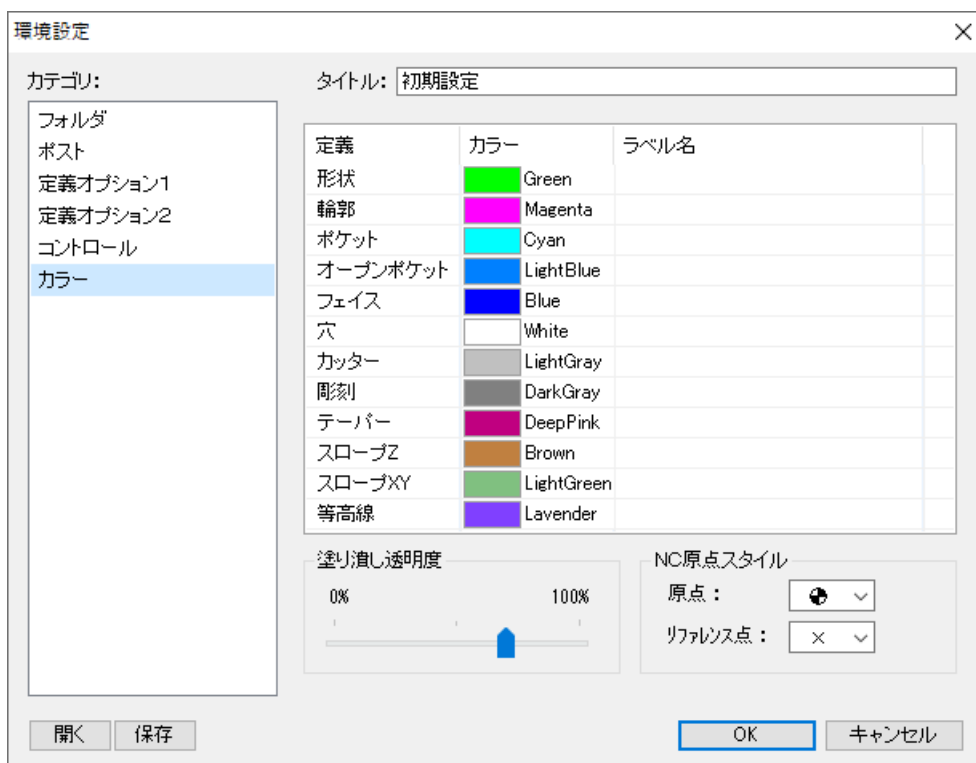 環境設定
カテゴリ:
フォルダ
ポスト
定義オプション1
定義オプション2
コントロール
カラー
タイトル: 初期設定
定義 カラー ラベル名
形状 Green
輪郭 Magenta
ポケット Cyan
オープンポケット LightBlue
フェイス Blue
穴 White
カッター LightGray
彫刻 DarkGray
テーパー DeepPink
スロープZ Brown
スロープXY LightGreen
等高線 Lavender
塗り潰し透明度
0% 100%
NC原点スタイル
原点：
リファレンス点：
開く 保存 OK キャンセル